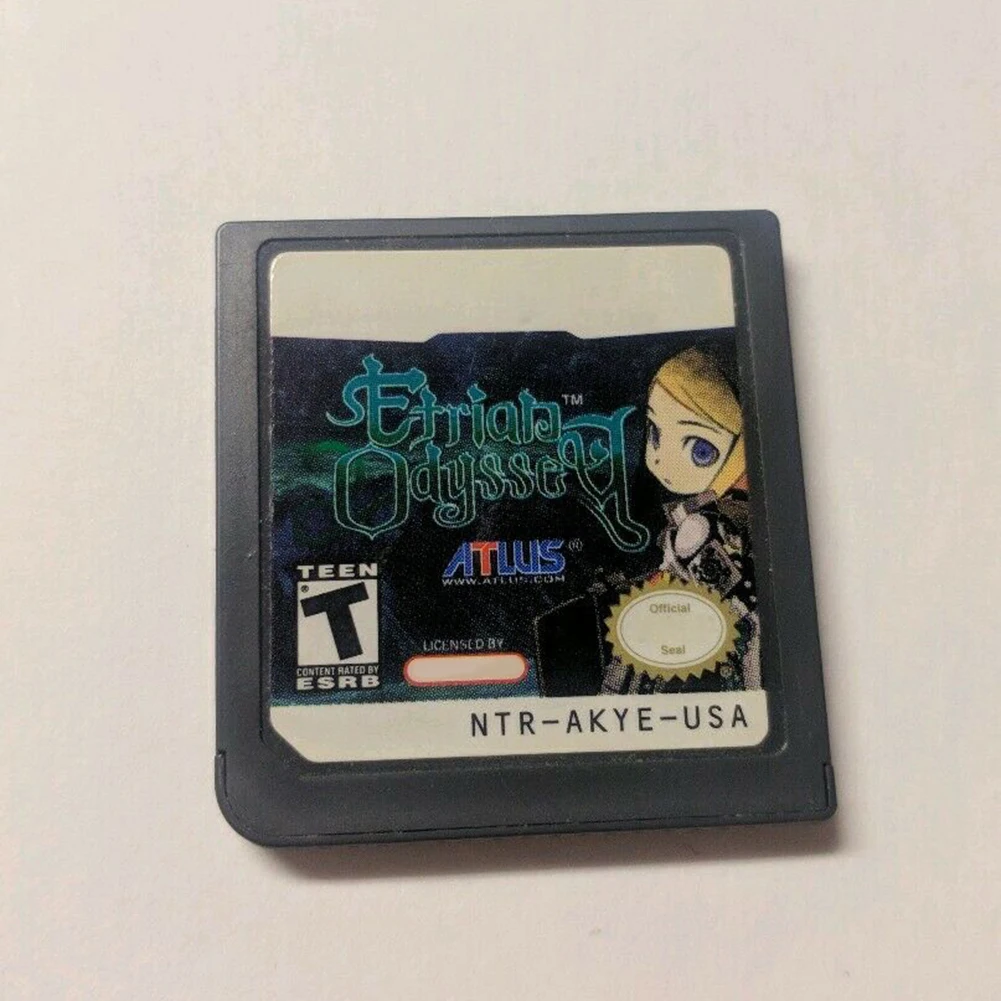 Etrian™
Odyssey
ATLUS®
WWW.ATLUS.COM
TEEN
®
T
CONTENT RATED BY
ESRB
LICENSED BY
Official
Seal
®
NTR-AKYE-USA